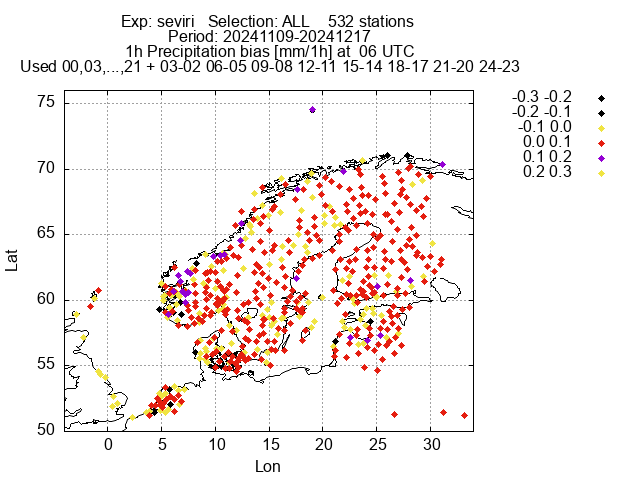 Exp: seviri   Selection: ALL    532 stations
Period: 20241109-20241217
1h Precipitation bias [mm/1h] at  06 UTC
Used 00,03,...,21 + 03-02 06-05 09-08 12-11 15-14 18-17 21-20 24-23
-0.3 -0.2
-0.2 -0.1
-0.1 0.0
0.0 0.1
0.1 0.2
0.2 0.3
75
70
65
60
55
50
Lat
0 5 10 15 20 25 30
Lon